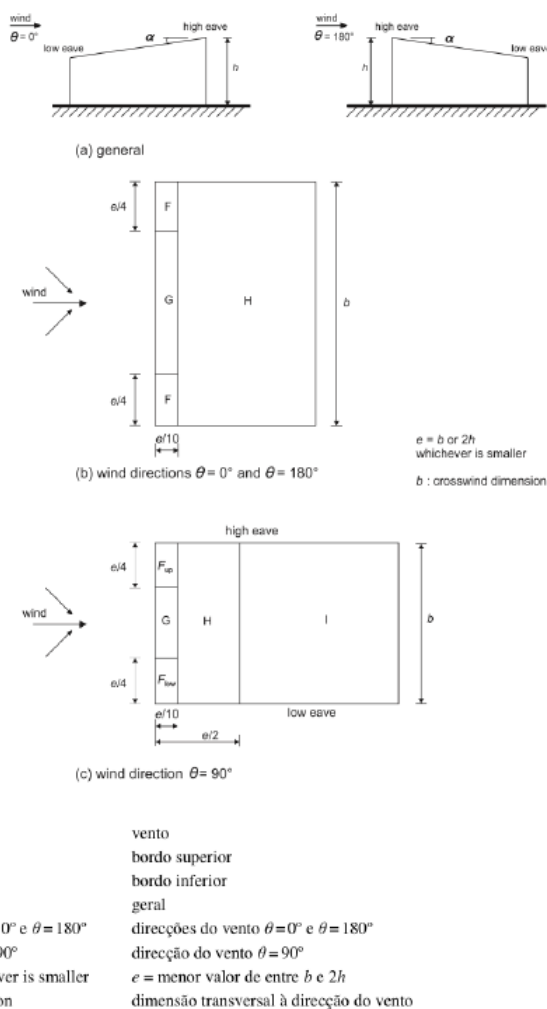 wind
θ = 0°
low eave
α
high eave
h
wind
θ = 180°
high eave
α
low eave
h
(a) general
e/4
F
wind
G
H
b
e/4
F
e/10
(b) wind directions θ = 0° and θ = 180°
e = b or 2h
whichever is smaller
b : crosswind dimension
high eave
e/4
Fup
wind
G
H
I
b
e/4
Flow
e/10
low eave
e/2
(c) wind direction θ = 90°
vento
bordo superior
bordo inferior
geral
0° e θ = 180° direcções do vento θ = 0° e θ = 180°
90° direcção do vento θ = 90°
ver is smaller e = menor valor de entre b e 2h
on dimensão transversal à direcção do vento